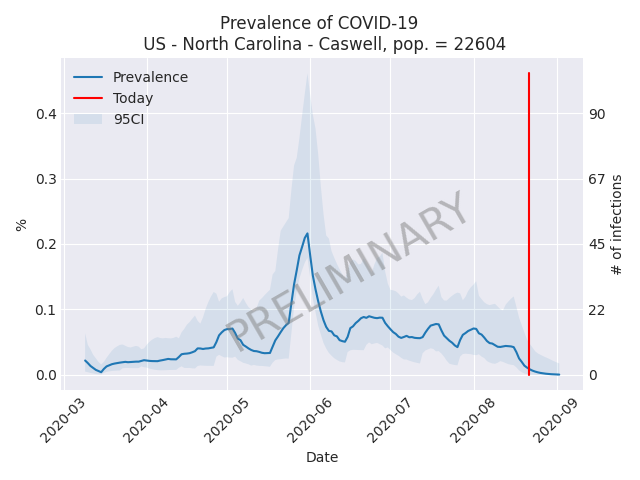 Prevalence of COVID-19
US - North Carolina - Caswell, pop. = 22604
Prevalence
Today
95CI
PRELIMINARY
%
0.4
0.3
0.2
0.1
0.0
90
67
45
22
0
# of infections
2020-03
2020-04
2020-05
2020-06
2020-07
2020-08
2020-09
Date